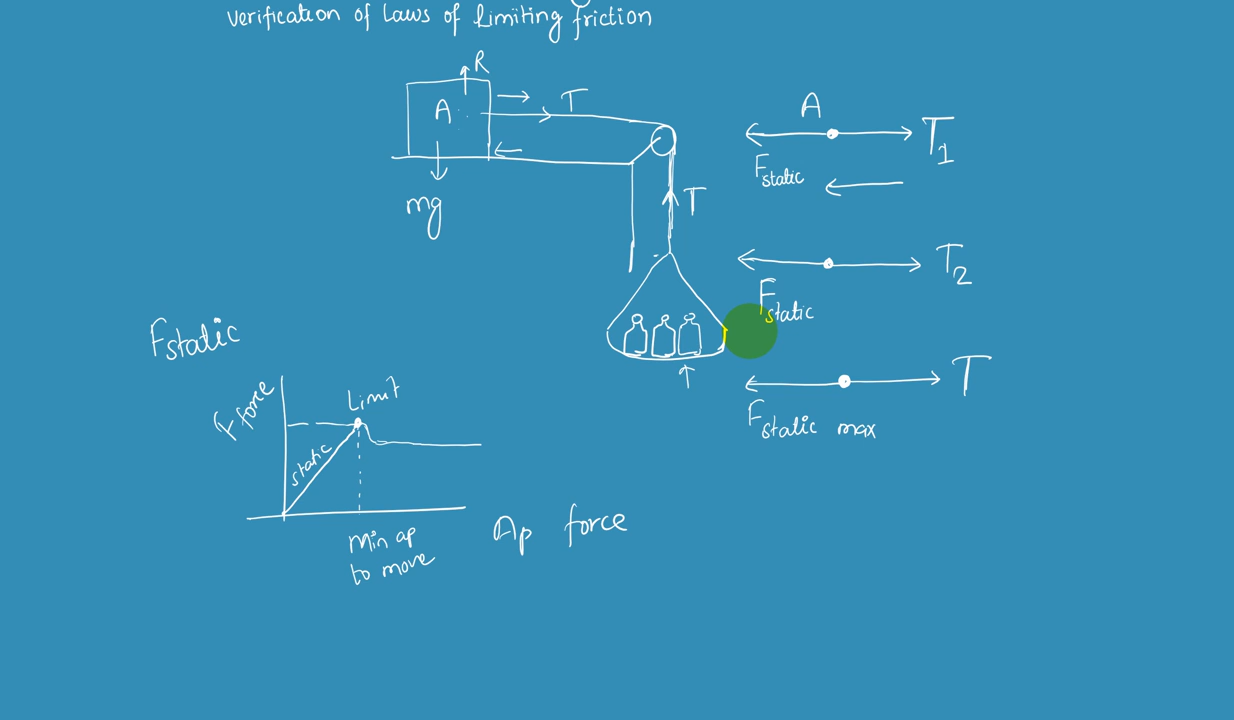 Verification of Laws of Limiting friction
R
A
T
mg
T
A
T1
Fstatic
T2
Fstatic
T
Fstatic max
Fstatic
Fr force
Limit
static
Min ap
to move
Ap force